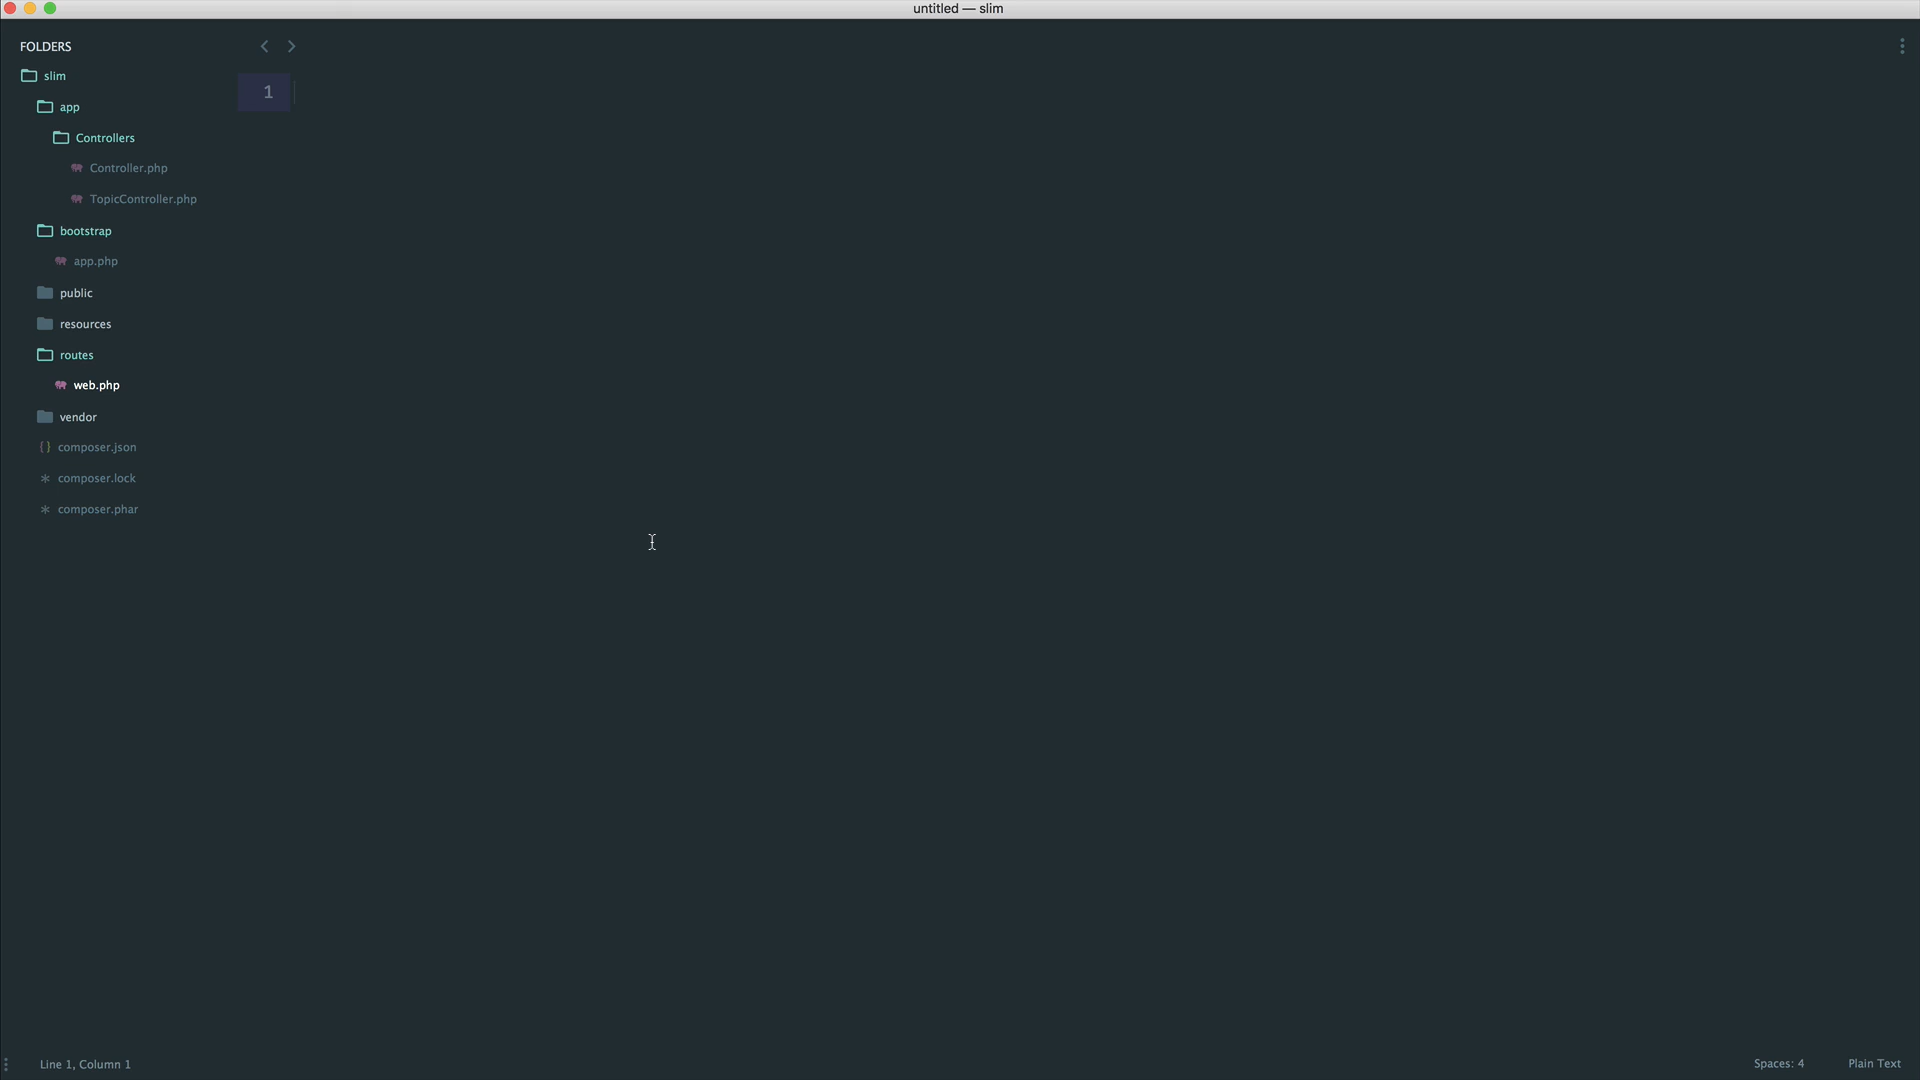 untitled — slim
FOLDERS
slim
1
app
Controllers
Controller.php
TopicController.php
bootstrap
app.php
public
resources
routes
web.php
vendor
{} composer.json
* composer.lock
* composer.phar
Line 1, Column 1
Spaces: 4
Plain Text